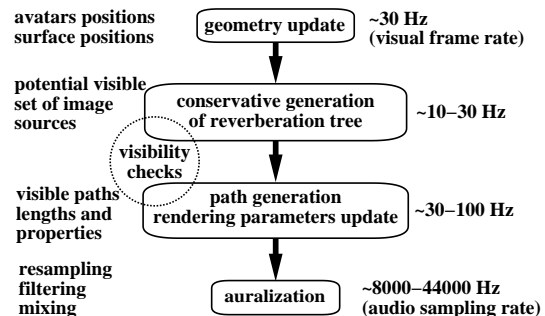 avatars positions
surface positions
geometry update
~30 Hz
(visual frame rate)
potential visible
set of image
sources
conservative generation
of reverberation tree
~10–30 Hz
visibility
checks
visible paths
lengths and
properties
path generation
rendering parameters update
~30–100 Hz
resampling
filtering
mixing
auralization
~8000–44000 Hz
(audio sampling rate)